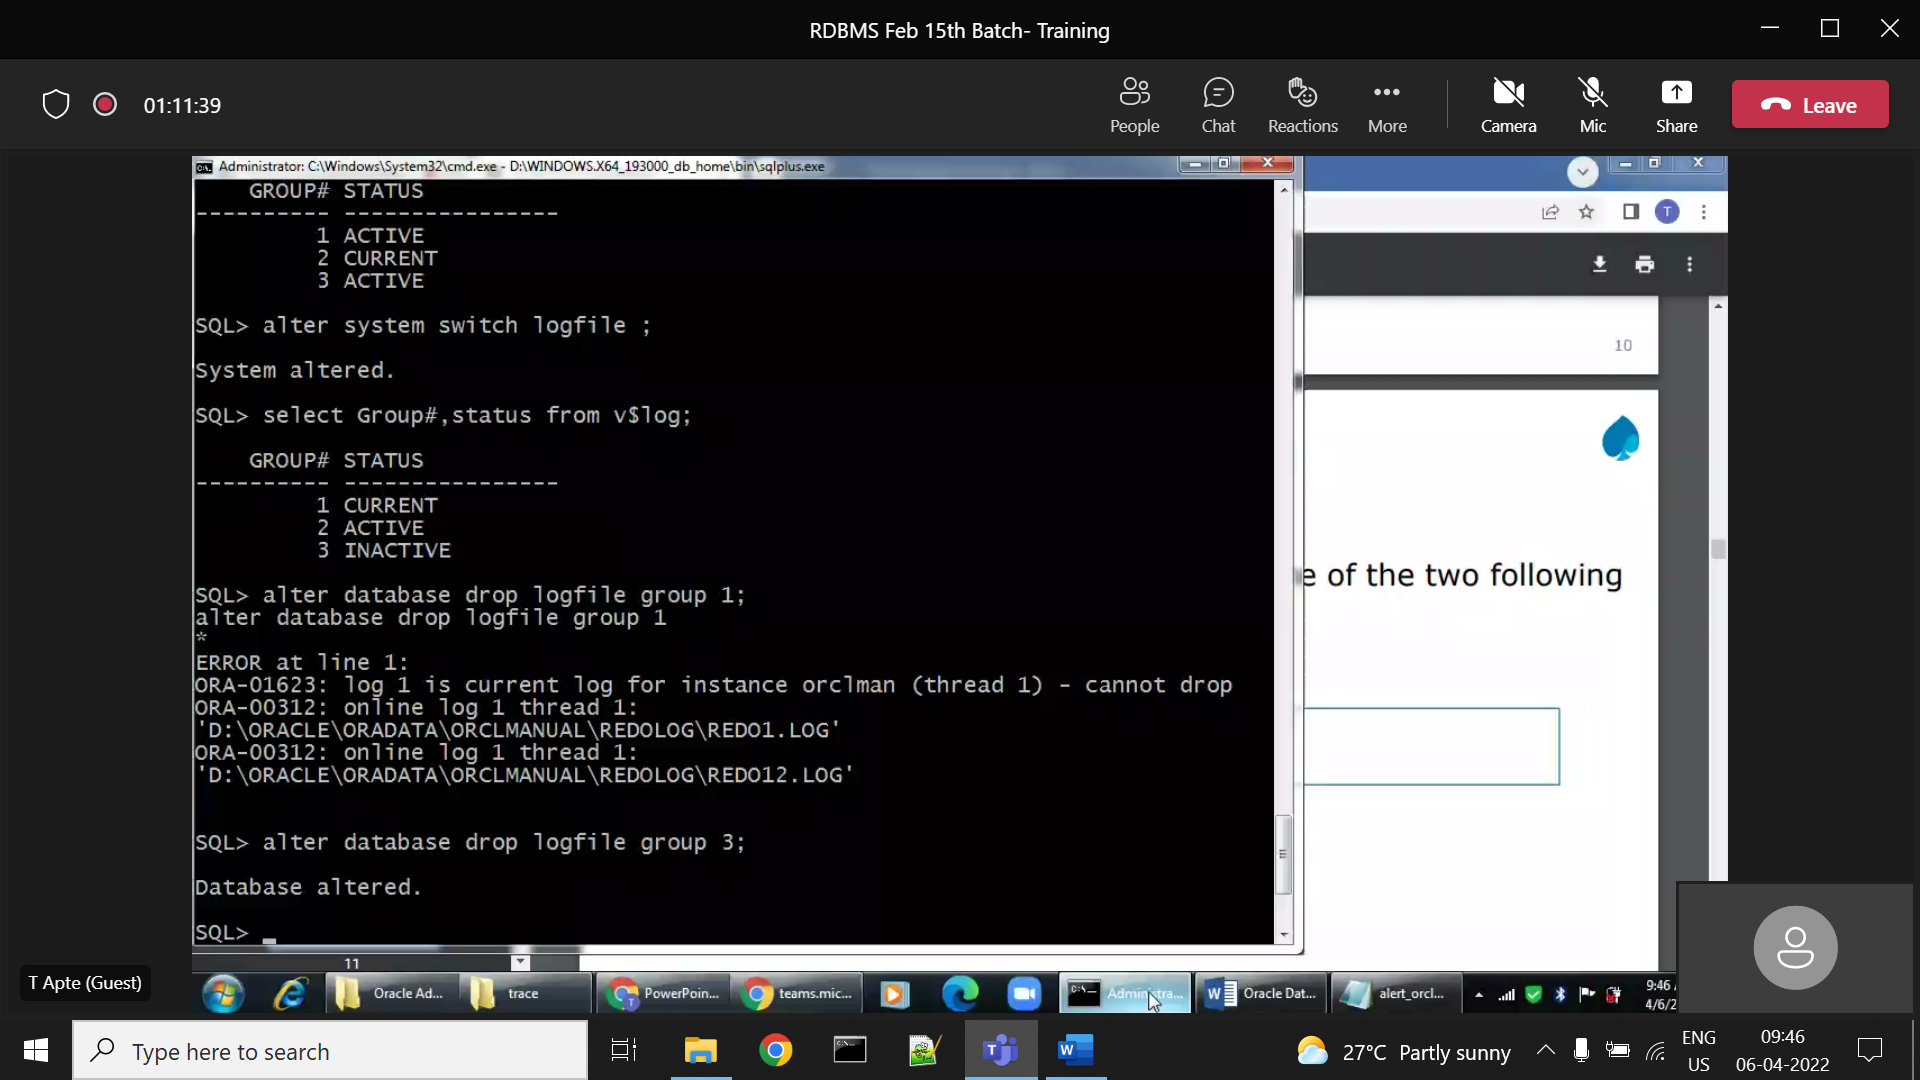 RDBMS Feb 15th Batch- Training
01:11:39
People
Chat
Reactions
More
Camera
Mic
Share
Leave
Administrator: C:\Windows\System32\cmd.exe - D:\WINDOWS.X64_193000_db_home\bin\sqlplus.exe
GROUP# STATUS
---------- ----------------
1 ACTIVE
2 CURRENT
3 ACTIVE
SQL> alter system switch logfile ;
System altered.
SQL> select Group#,status from v$log;
GROUP# STATUS
---------- ----------------
1 CURRENT
2 ACTIVE
3 INACTIVE
SQL> alter database drop logfile group 1;
alter database drop logfile group 1
*
ERROR at line 1:
ORA-01623: log 1 is current log for instance orclman (thread 1) - cannot drop
ORA-00312: online log 1 thread 1:
'D:\ORACLE\ORADATA\ORCLMANUAL\REDOLOG\REDO1.LOG'
ORA-00312: online log 1 thread 1:
'D:\ORACLE\ORADATA\ORCLMANUAL\REDOLOG\REDO12.LOG'
SQL> alter database drop logfile group 3;
Database altered.
SQL>
T
10
e of the two following
11
T Apte (Guest)
Oracle Ad...
trace
T
PowerPoin...
teams.mic...
C:\
Administra...
W
Oracle Dat...
alert_orcl...
9:46
4/6/2
Type here to search
T
W
27°C Partly sunny
ENG
US
09:46
06-04-2022